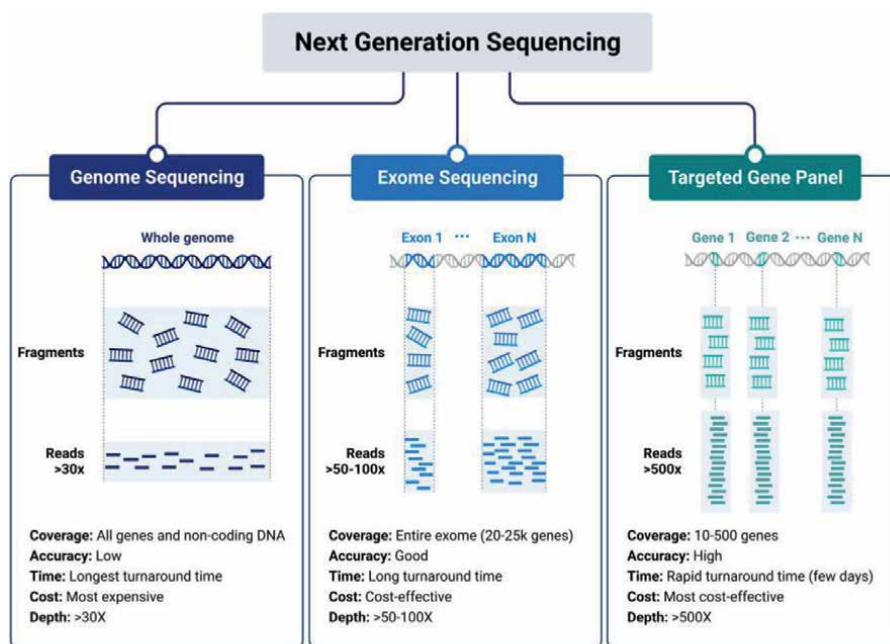 Next Generation Sequencing
Genome Sequencing
Whole genome
Fragments
Reads
>30x
Coverage: All genes and non-coding DNA
Accuracy: Low
Time: Longest turnaround time
Cost: Most expensive
Depth: >30X
Exome Sequencing
Exon 1 ... Exon N
Fragments
Reads
>50-100x
Coverage: Entire exome (20-25k genes)
Accuracy: Good
Time: Long turnaround time
Cost: Cost-effective
Depth: >50-100X
Targeted Gene Panel
Gene 1 Gene 2 ... Gene N
Fragments
Reads
>500x
Coverage: 10-500 genes
Accuracy: High
Time: Rapid turnaround time (few days)
Cost: Most cost-effective
Depth: >500X